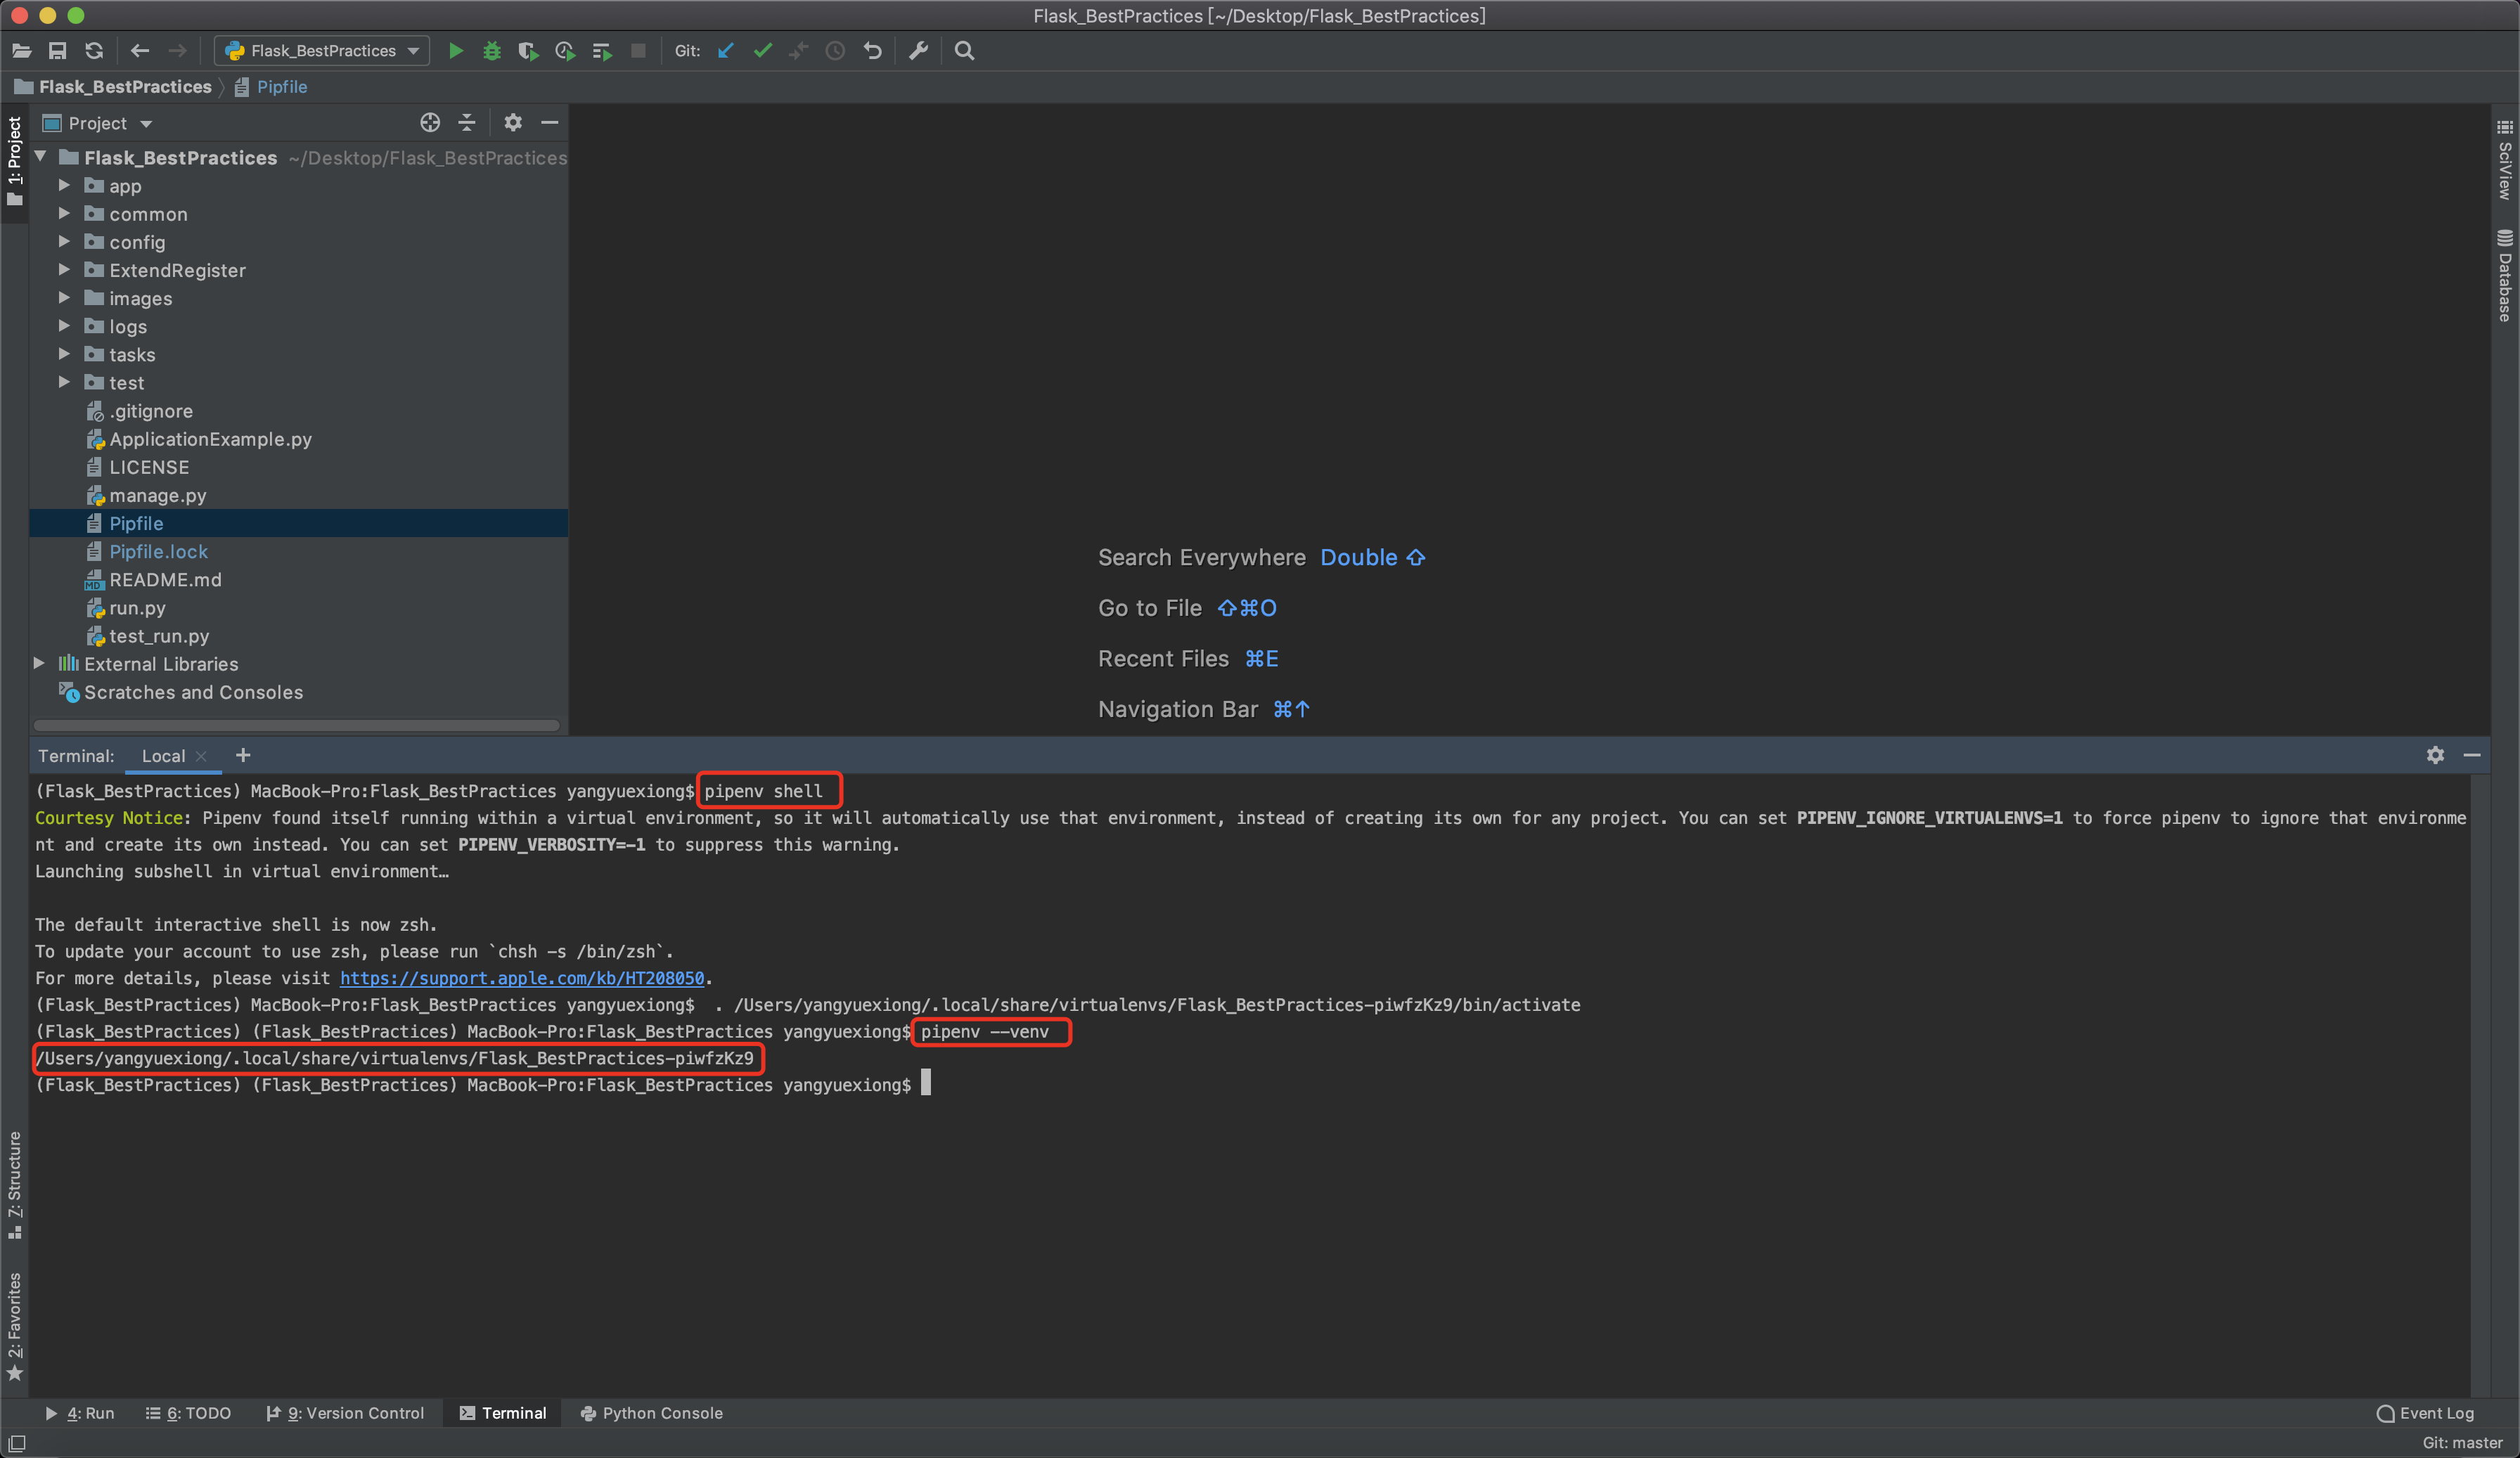 Flask_BestPractices [~/Desktop/Flask_BestPractices]
Flask_BestPractices
Git:
Flask_BestPractices
Pipfile
1: Project
Project
Flask_BestPractices ~/Desktop/Flask_BestPractices
app
common
config
ExtendRegister
images
logs
tasks
test
.gitignore
ApplicationExample.py
LICENSE
manage.py
Pipfile
Pipfile.lock
README.md
run.py
test_run.py
External Libraries
Scratches and Consoles
Search Everywhere Double ⇧
Go to File ⇧⌘O
Recent Files ⌘E
Navigation Bar ⌘↑
SciView
Database
Terminal:
Local
(Flask_BestPractices) MacBook-Pro:Flask_BestPractices yangyuexiong$ pipenv shell
Courtesy Notice: Pipenv found itself running within a virtual environment, so it will automatically use that environment, instead of creating its own for any project. You can set PIPENV_IGNORE_VIRTUALENVS=1 to force pipenv to ignore that environme
nt and create its own instead. You can set PIPENV_VERBOSITY=-1 to suppress this warning.
Launching subshell in virtual environment…
The default interactive shell is now zsh.
To update your account to use zsh, please run `chsh -s /bin/zsh`.
For more details, please visit https://support.apple.com/kb/HT208050.
(Flask_BestPractices) MacBook-Pro:Flask_BestPractices yangyuexiong$  . /Users/yangyuexiong/.local/share/virtualenvs/Flask_BestPractices-piwfzKz9/bin/activate
(Flask_BestPractices) (Flask_BestPractices) MacBook-Pro:Flask_BestPractices yangyuexiong$ pipenv --venv
/Users/yangyuexiong/.local/share/virtualenvs/Flask_BestPractices-piwfzKz9
(Flask_BestPractices) (Flask_BestPractices) MacBook-Pro:Flask_BestPractices yangyuexiong$
7: Structure
2: Favorites
4: Run
6: TODO
9: Version Control
Terminal
Python Console
Event Log
Git: master